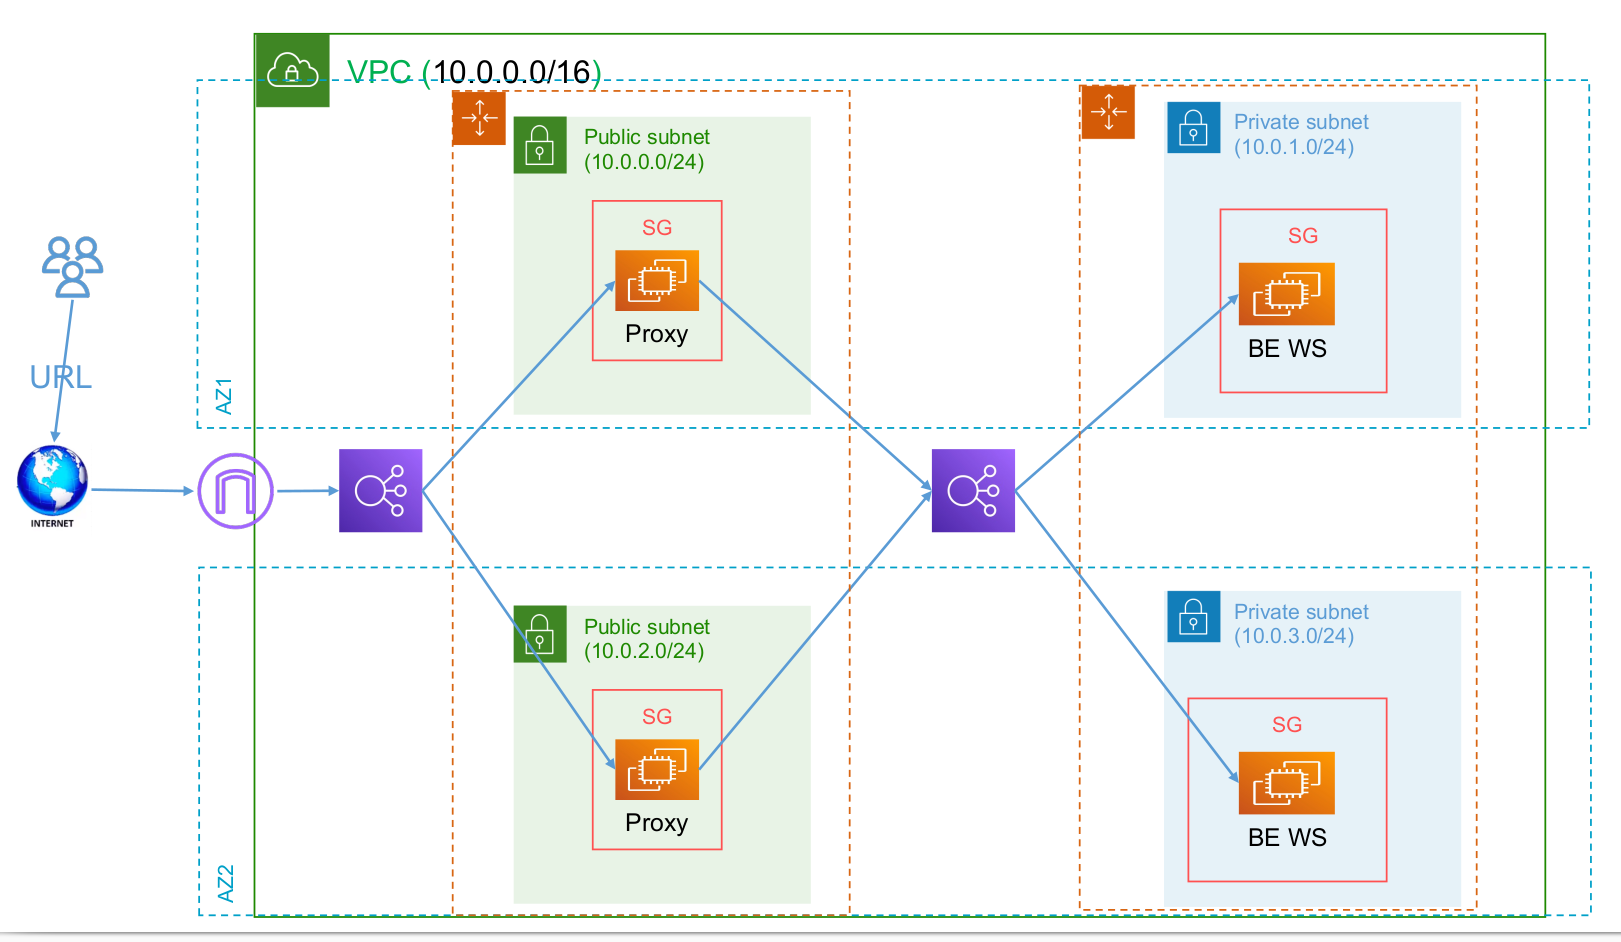 VPC (10.0.0.0/16)
Public subnet
(10.0.0.0/24)
SG
Proxy
Private subnet
(10.0.1.0/24)
SG
BE WS
AZ1
URL
INTERNET
Public subnet
(10.0.2.0/24)
SG
Proxy
Private subnet
(10.0.3.0/24)
SG
BE WS
AZ2